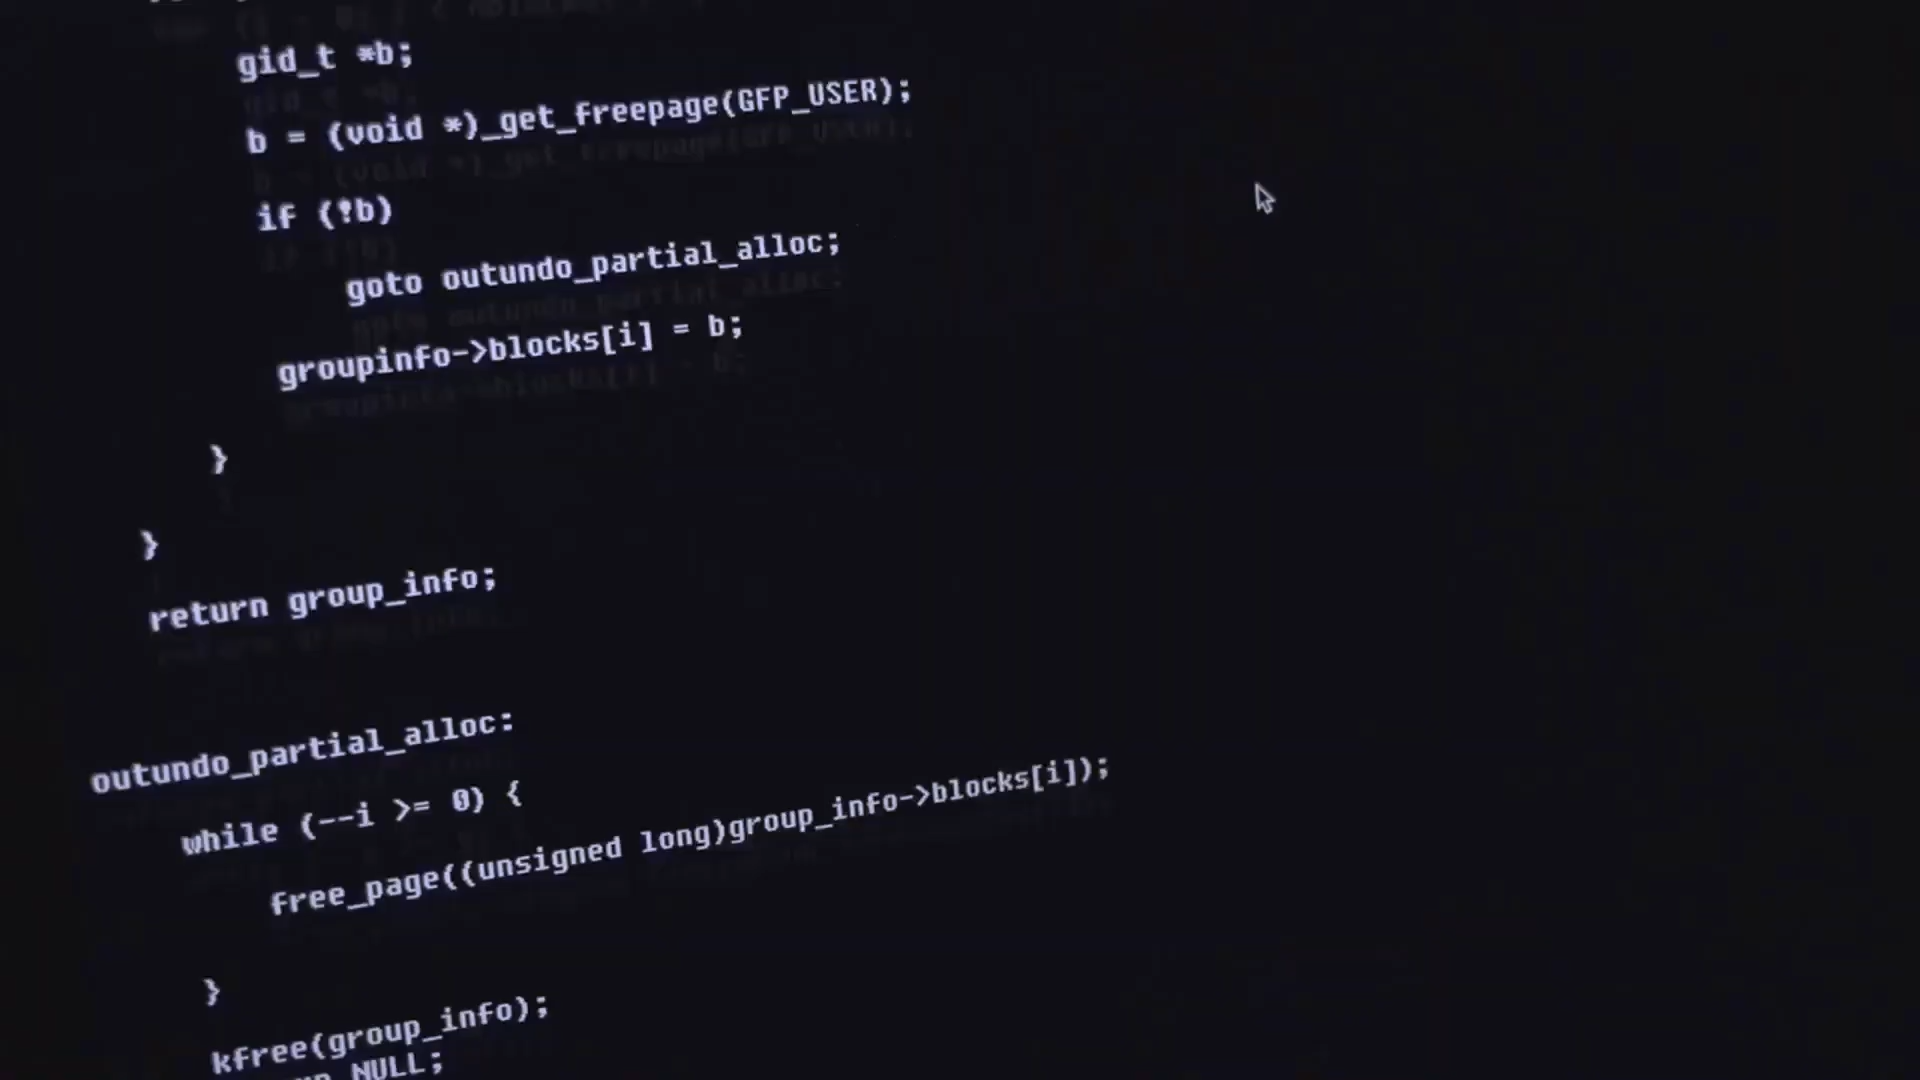 gid_t *b;
b = (void *)_get_freepage(GFP_USER);
if (!b)
goto outundo_partial_alloc;
groupinfo->blocks[i] = b;
}
}
return group_info;
outundo_partial_alloc:
while (--i >= 0) {
free_page((unsigned long)group_info->blocks[i]);
}
kfree(group_info);
NULL;